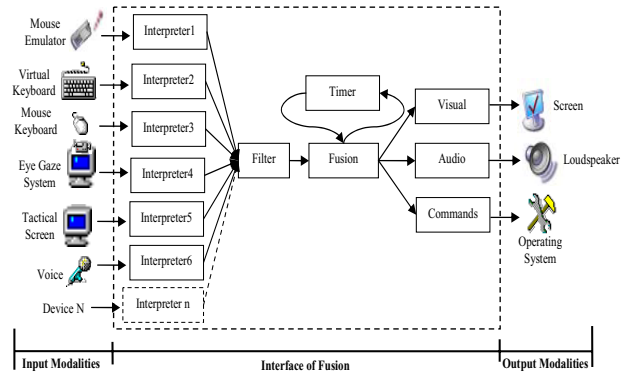 Mouse
Emulator
Interpreter1
Virtual
Keyboard
Interpreter2
Mouse
Keyboard
Interpreter3
Eye Gaze
System
Interpreter4
Tactical
Screen
Interpreter5
Voice
Interpreter6
Device N
Interpreter n
Filter
Fusion
Timer
Visual
Screen
Audio
Loudspeaker
Commands
Operating
System
Input Modalities
Interface of Fusion
Output Modalities